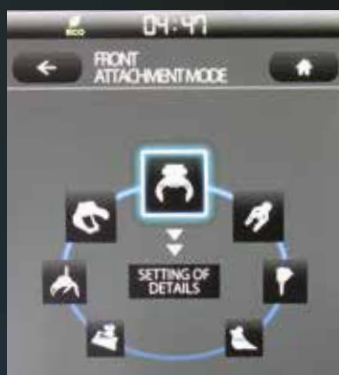 ECO
04:47
FRONT
ATTACHMENT MODE
SETTING OF
DETAILS